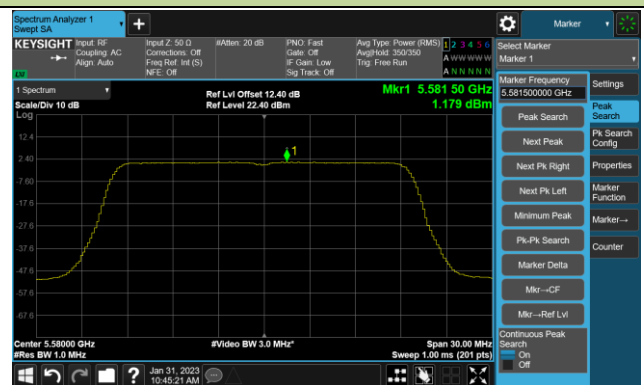 Spectrum Analyzer 1
Swept SA
+
Marker
KEYSIGHT
Input: RF
Coupling: AC
Align: Auto
Input Z: 50 Ω
Corrections: Off
Freq Ref: Int (S)
NFE: Off
#Atten: 20 dB
PNO: Fast
Gate: Off
IF Gain: Low
Sig Track: Off
Avg Type: Power (RMS)
Avg|Hold: 350/350
Trig: Free Run
1 2 3 4 5 6
A W W W W W
A N N N N N
LW
Select Marker
Marker 1
1 Spectrum
Scale/Div 10 dB
Log
Ref Lvl Offset 12.40 dB
Ref Level 22.40 dBm
Mkr1 5.581 50 GHz
1.179 dBm
12.4
2.40
-7.60
-17.6
-27.6
-37.6
-47.6
-57.6
-67.6
1
Center 5.58000 GHz
#Res BW 1.0 MHz
#Video BW 3.0 MHz*
Span 30.00 MHz
Sweep 1.00 ms (201 pts)
Marker Frequency
5.581500000 GHz
Peak Search
Next Peak
Next Pk Right
Next Pk Left
Minimum Peak
Pk-Pk Search
Marker Delta
Mkr→CF
Mkr→Ref Lvl
Continuous Peak
Search
On
Off
Settings
Peak
Search
Pk Search
Config
Properties
Marker
Function
Marker→
Counter
?
Jan 31, 2023
10:45:21 AM